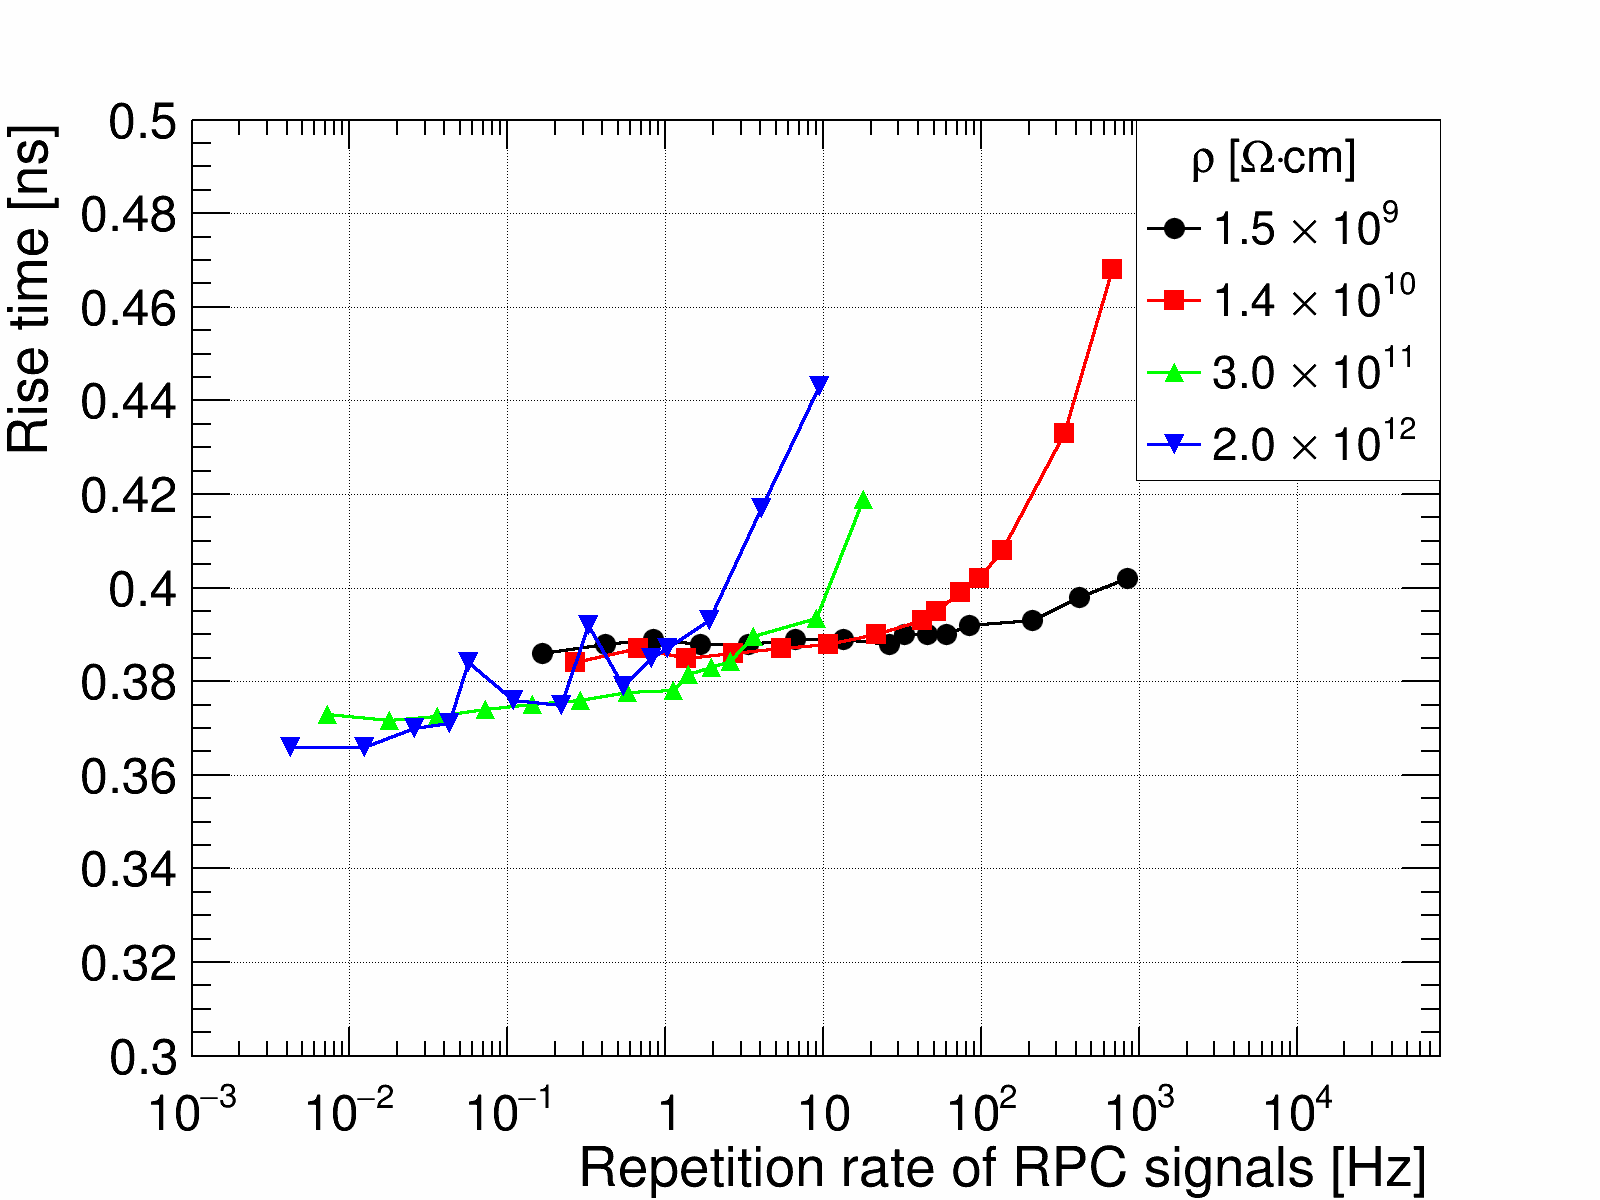 Rise time [ns]
0.5
0.48
0.46
0.44
0.42
0.4
0.38
0.36
0.34
0.32
0.3
10⁻³ 10⁻² 10⁻¹ 1 10 10² 10³ 10⁴
Repetition rate of RPC signals [Hz]
ρ [Ω·cm]
1.5 × 10⁹
1.4 × 10¹⁰
3.0 × 10¹¹
2.0 × 10¹²